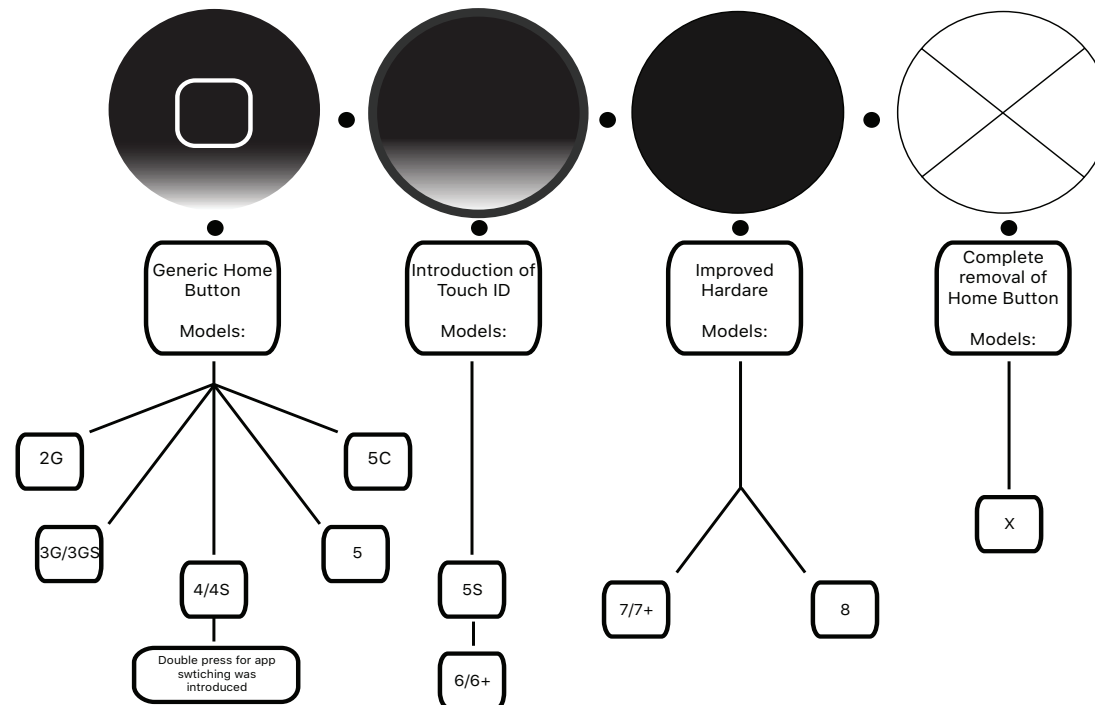 Generic Home
Button
Models:
Introduction of
Touch ID
Models:
Improved
Hardare
Models:
Complete
removal of
Home Button
Models:
2G
3G/3GS
4/4S
Double press for app
swtiching was
introduced
5
5C
5S
6/6+
7/7+
8
X